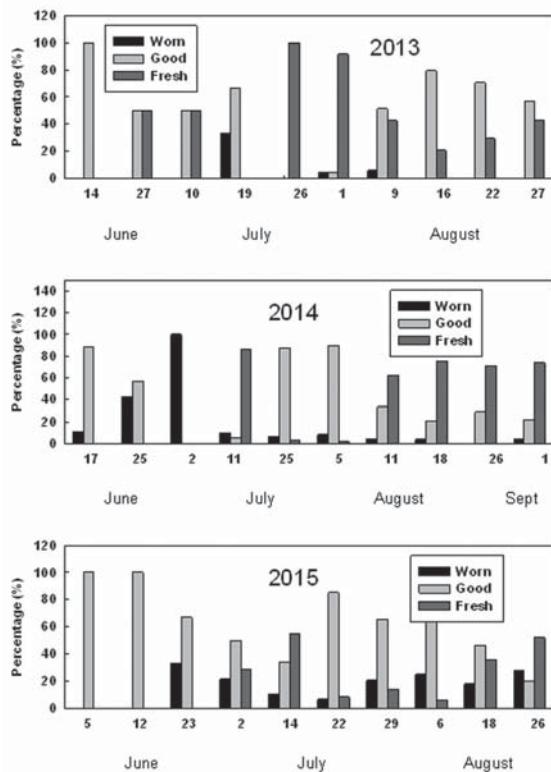 120
100
80
60
40
20
0
Percentage (%)
Worn
Good
Fresh
2013
14 27 10 19 26 1 9 16 22 27
June July August
140
120
100
80
60
40
20
0
Percentage (%)
2014
Worn
Good
Fresh
17 25 2 11 25 5 11 18 26 1
June July August Sept
120
100
80
60
40
20
0
Percentage (%)
2015
Worn
Good
Fresh
5 12 23 2 14 22 29 6 18 26
June July August